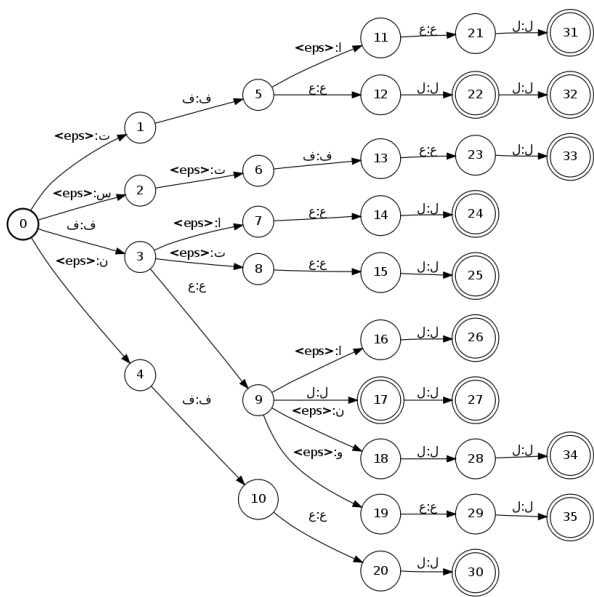 11
ع:ع
21
ل:ل
31
<eps>:ا
5
ع:ع
12
ل:ل
22
ل:ل
32
ف:ف
<eps>:ت
1
<eps>:ت
6
ف:ف
13
ع:ع
23
ل:ل
33
<eps>:س
2
0
ف:ف
3
<eps>:ا
7
ع:ع
14
ل:ل
24
<eps>:ت
8
ع:ع
15
ل:ل
25
<eps>:ن
ع:ع
4
ف:ف
9
<eps>:ا
16
ل:ل
26
ل:ل
17
ل:ل
27
<eps>:ن
18
ل:ل
28
ل:ل
34
<eps>:و
19
ع:ع
29
ل:ل
35
10
ع:ع
20
ل:ل
30